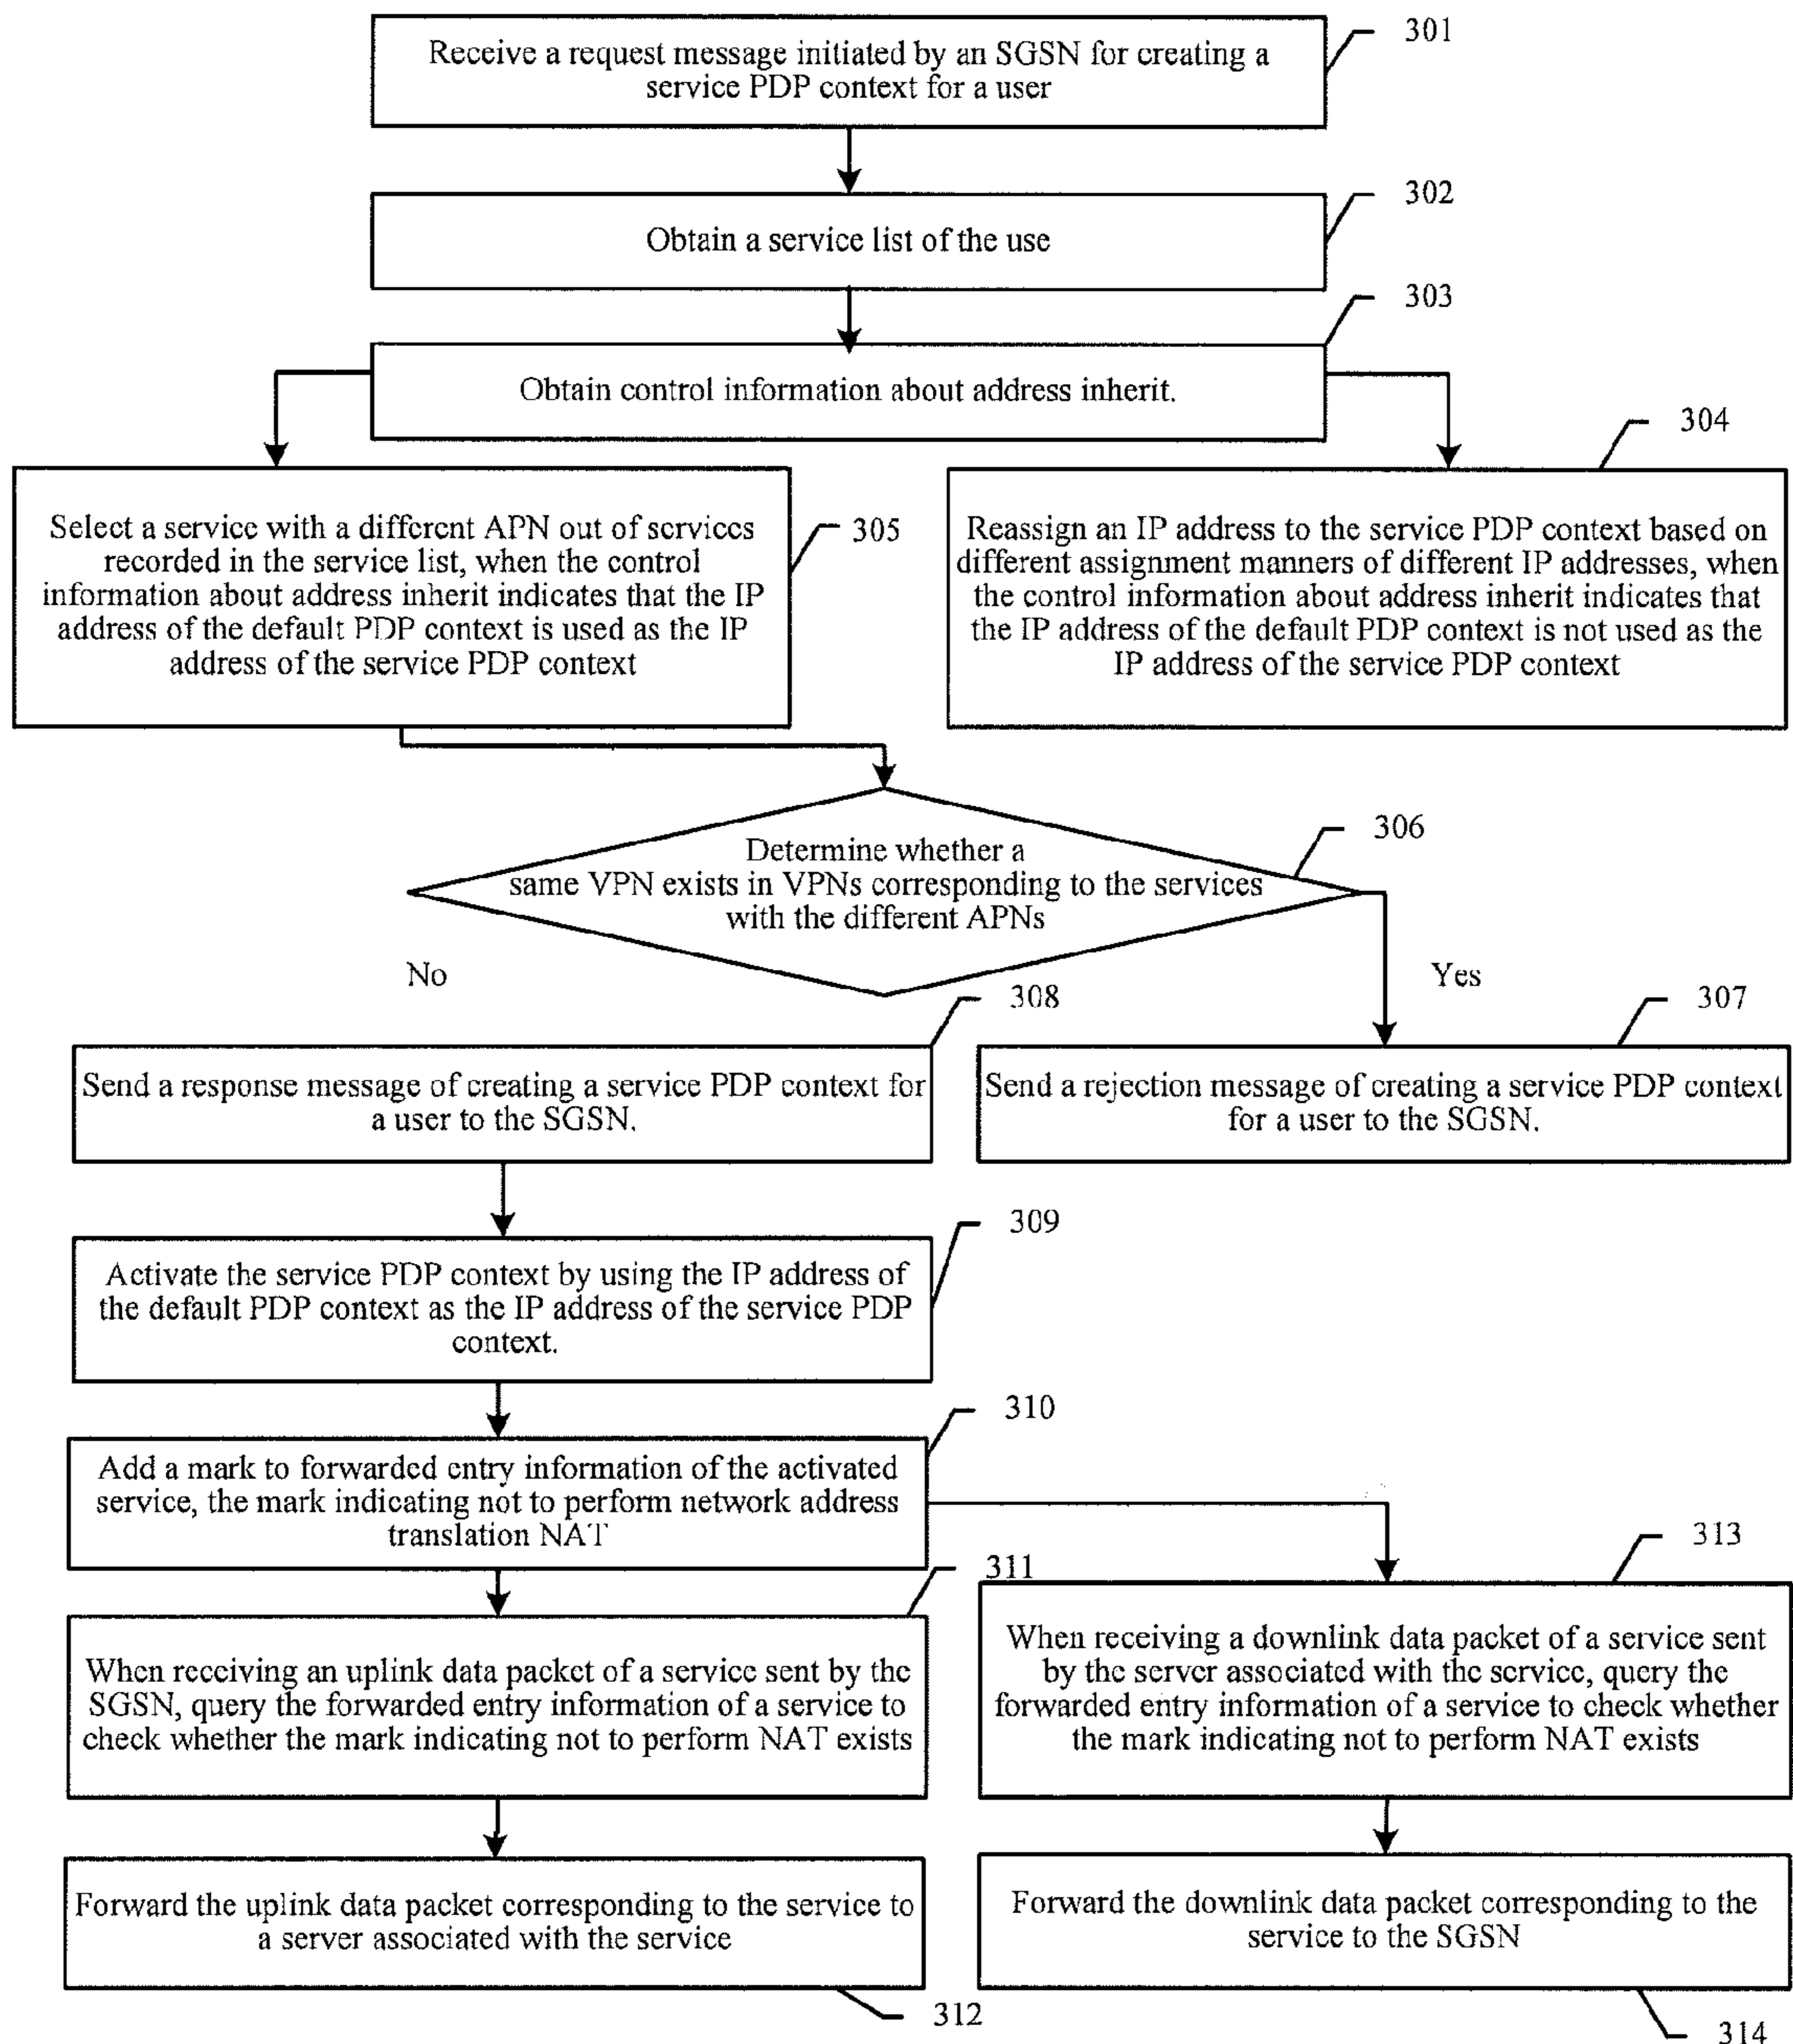 301
Receive a request message initiated by an SGSN for creating a
service PDP context for a user
302
Obtain a service list of the use
303
Obtain control information about address inherit.
304
305
Select a service with a different APN out of services
recorded in the service list, when the control
information about address inherit indicates that the IP
address of the default PDP context is used as the IP
address of the service PDP context
Reassign an IP address to the service PDP context based on
different assignment manners of different IP addresses, when
the control information about address inherit indicates that
the IP address of the default PDP context is not used as the
IP address of the service PDP context
306
Determine whether a
same VPN exists in VPNs corresponding to the services
with the different APNs
No
Yes
308
307
Send a response message of creating a service PDP context for
a user to the SGSN.
Send a rejection message of creating a service PDP context
for a user to the SGSN.
309
Activate the service PDP context by using the IP address of
the default PDP context as the IP address of the service PDP
context.
310
Add a mark to forwarded entry information of the activated
service, the mark indicating not to perform network address
translation NAT
311
313
When receiving an uplink data packet of a service sent by the
SGSN, query the forwarded entry information of a service to
check whether the mark indicating not to perform NAT exists
When receiving a downlink data packet of a service sent
by the server associated with the service, query the
forwarded entry information of a service to check whether
the mark indicating not to perform NAT exists
Forward the uplink data packet corresponding to the service to
a server associated with the service
Forward the downlink data packet corresponding to the
service to the SGSN
312
314